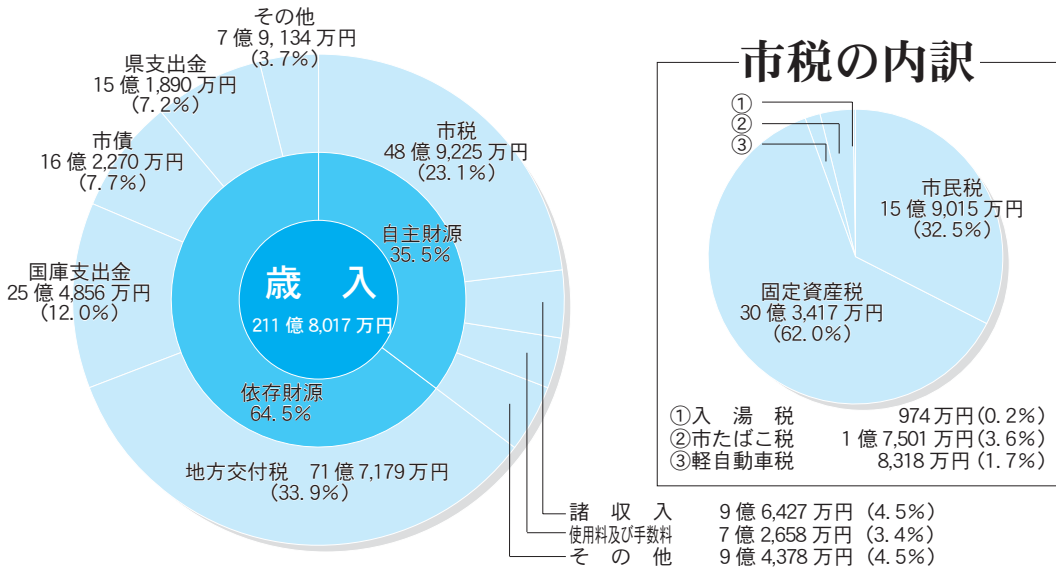 その他
7億9,134万円
(3.7%)
県支出金
15億1,890万円
(7.2%)
市債
16億2,270万円
(7.7%)
国庫支出金
25億4,856万円
(12.0%)
市税
48億9,225万円
(23.1%)
自主財源
35.5%
歳　入
211億8,017万円
依存財源
64.5%
地方交付税　71億7,179万円
(33.9%)
諸　収　入　9億6,427万円（4.5%）
使用料及び手数料　7億2,658万円（3.4%）
そ　の　他　9億4,378万円（4.5%）
市税の内訳
①
②
③
市民税
15億9,015万円
(32.5%)
固定資産税
30億3,417万円
(62.0%)
①入　湯　税　974万円(0.2%)
②市たばこ税　1億7,501万円(3.6%)
③軽自動車税　8,318万円(1.7%)